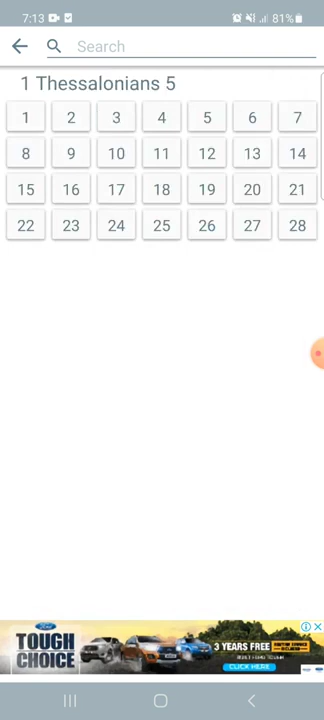 7:13
81%
Search
1 Thessalonians 5
1 2 3 4 5 6 7
8 9 10 11 12 13 14
15 16 17 18 19 20 21
22 23 24 25 26 27 28
Ford
TOUGH
CHOICE
3 YEARS FREE
CLICK HERE